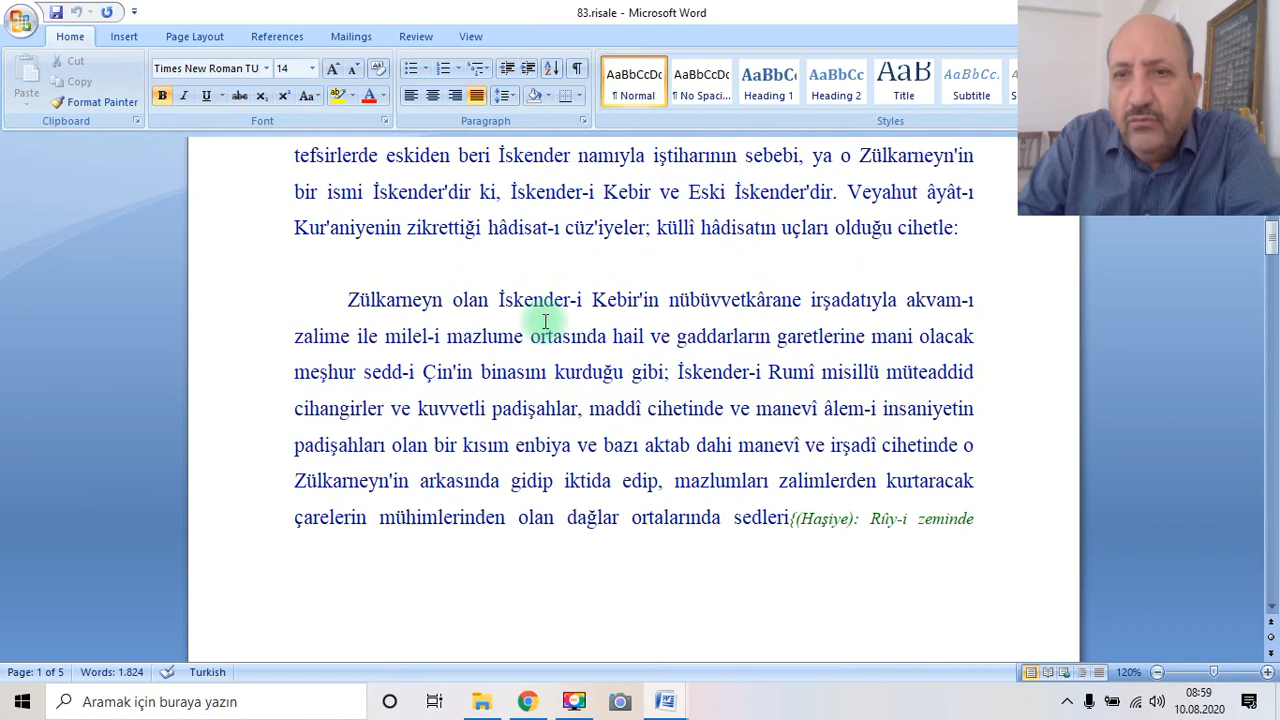 83.risale - Microsoft Word
Home Insert Page Layout References Mailings Review View
Paste
Cut
Copy
Format Painter
Clipboard
Times New Roman TU 14
Font
Paragraph
AaBbCcDc AaBbCcDc AaBbCc AaBbCc AaB AaBbCc.
¶ Normal ¶ No Spaci... Heading 1 Heading 2 Title Subtitle
Styles
tefsirlerde eskiden beri İskender namıyla iştiharının sebebi, ya o Zülkarneyn'in
bir ismi İskender'dir ki, İskender-i Kebir ve Eski İskender'dir. Veyahut âyât-ı
Kur'aniyenin zikrettiği hâdisat-ı cüz'iyeler; küllî hâdisatın uçları olduğu cihetle:
Zülkarneyn olan İskender-i Kebir'in nübüvvetkârane irşadatıyla akvam-ı
zalime ile milel-i mazlume ortasında hail ve gaddarların garetlerine mani olacak
meşhur sedd-i Çin'in binasını kurduğu gibi; İskender-i Rumî misillü müteaddid
cihangirler ve kuvvetli padişahlar, maddî cihetinde ve manevî âlem-i insaniyetin
padişahları olan bir kısım enbiya ve bazı aktab dahi manevî ve irşadî cihetinde o
Zülkarneyn'in arkasında gidip iktida edip, mazlumları zalimlerden kurtaracak
çarelerin mühimlerinden olan dağlar ortalarında sedleri{(Haşiye): Rûy-i zeminde
Page: 1 of 5 Words: 1.824 Turkish 120%
Aramak için buraya yazın
08:59
10.08.2020